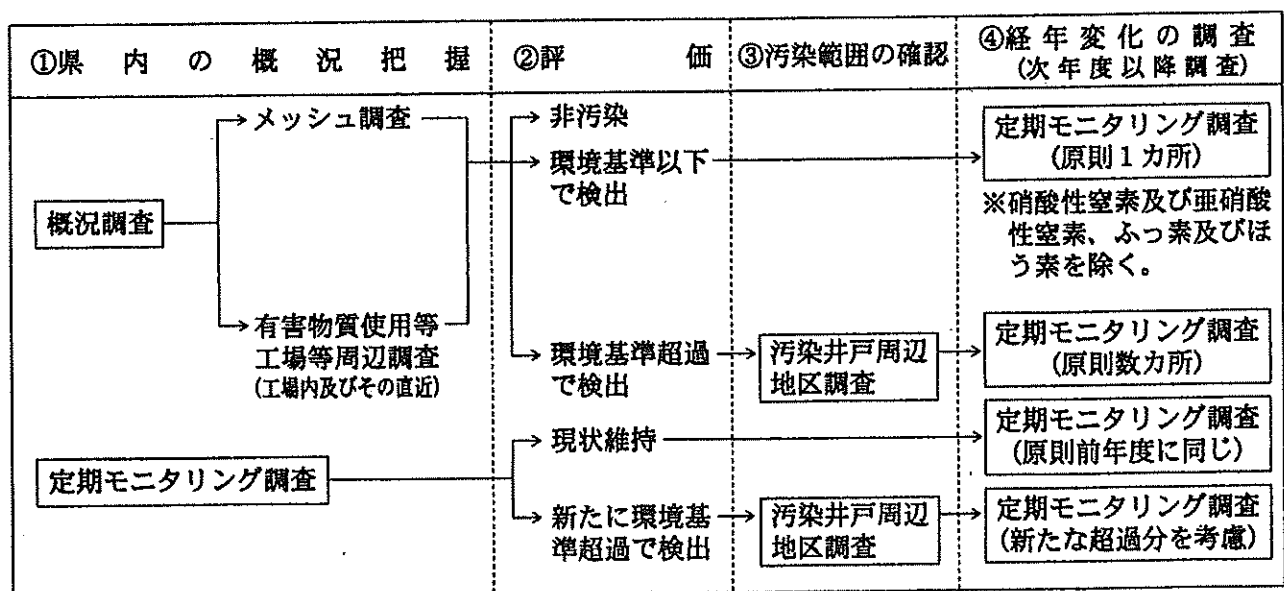 ①県内の概況把握
②評価
③汚染範囲の確認
④経年変化の調査
(次年度以降調査)
概況調査
メッシュ調査
有害物質使用等
工場等周辺調査
(工場内及びその直近)
非汚染
環境基準以下
で検出
定期モニタリング調査
(原則1カ所)
※硝酸性窒素及び亜硝酸
性窒素、ふっ素及びほ
う素を除く。
環境基準超過
で検出
汚染井戸周辺
地区調査
定期モニタリング調査
(原則数カ所)
定期モニタリング調査
現状維持
定期モニタリング調査
(原則前年度に同じ)
新たに環境基
準超過で検出
汚染井戸周辺
地区調査
定期モニタリング調査
(新たな超過分を考慮)